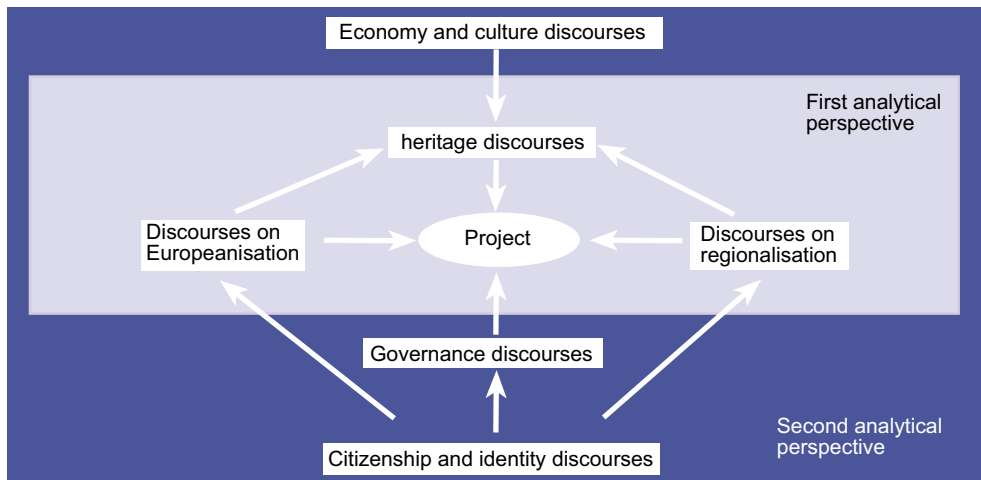 Economy and culture discourses
First analytical
perspective
heritage discourses
Discourses on
Europeanisation
Project
Discourses on
regionalisation
Governance discourses
Second analytical
perspective
Citizenship and identity discourses